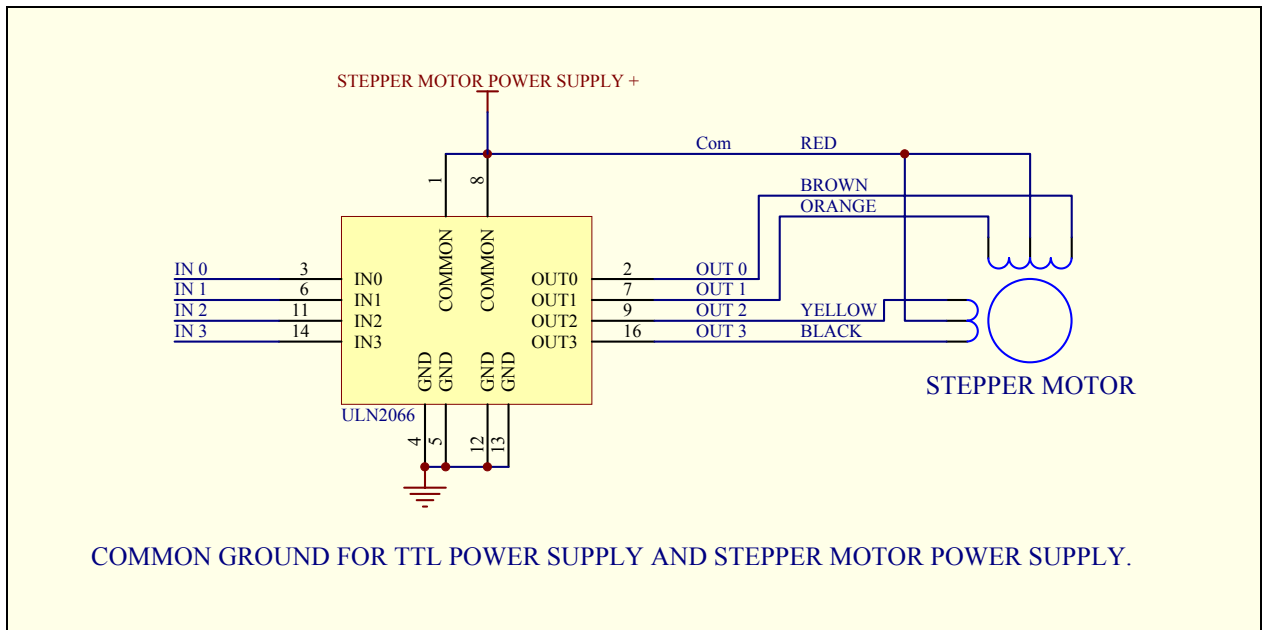 STEPPER MOTOR POWER SUPPLY +
Com RED
BROWN
ORANGE
1 8
COMMON COMMON
IN 0 3 IN0 OUT0 2 OUT 0
IN 1 6 IN1 OUT1 7 OUT 1
IN 2 11 IN2 OUT2 9 OUT 2 YELLOW
IN 3 14 IN3 OUT3 16 OUT 3 BLACK
GND GND GND GND
STEPPER MOTOR
ULN2066
4 5 12 13
COMMON GROUND FOR TTL POWER SUPPLY AND STEPPER MOTOR POWER SUPPLY.